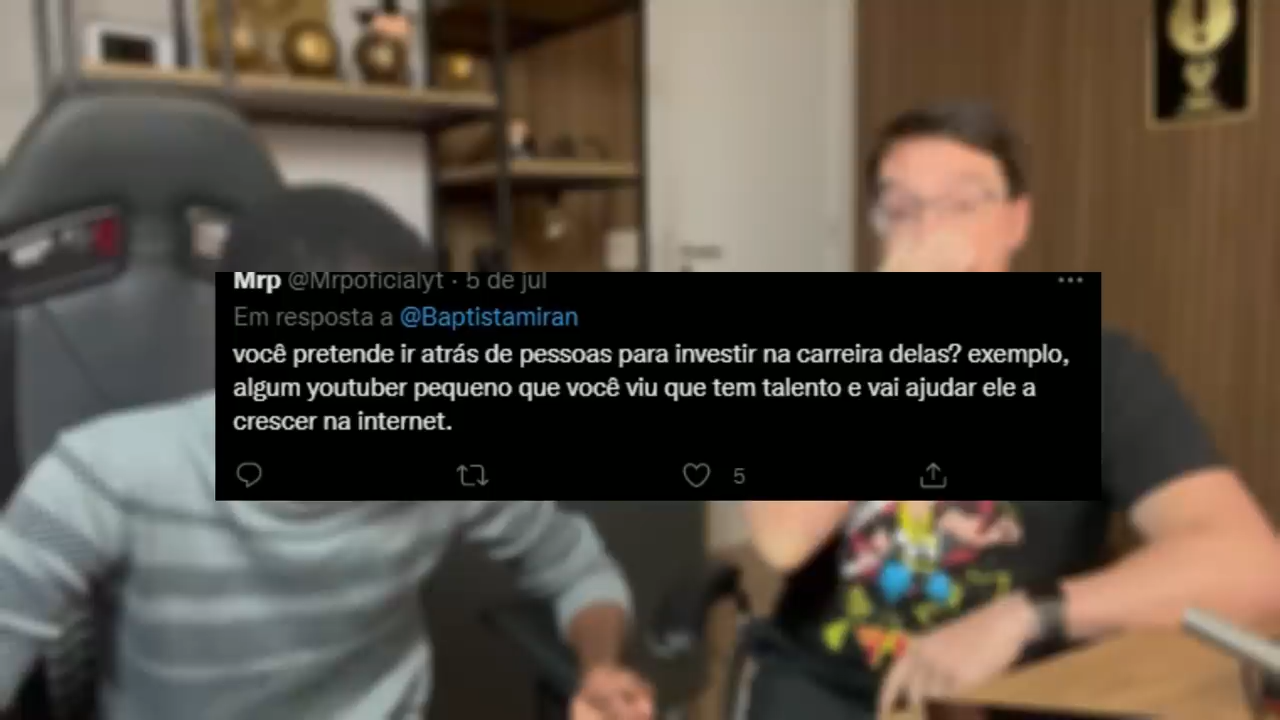 Mrp @Mrpoficialyt · 5 de jul
Em resposta a @Baptistamiran
você pretende ir atrás de pessoas para investir na carreira delas? exemplo,
algum youtuber pequeno que você viu que tem talento e vai ajudar ele a
crescer na internet.
5